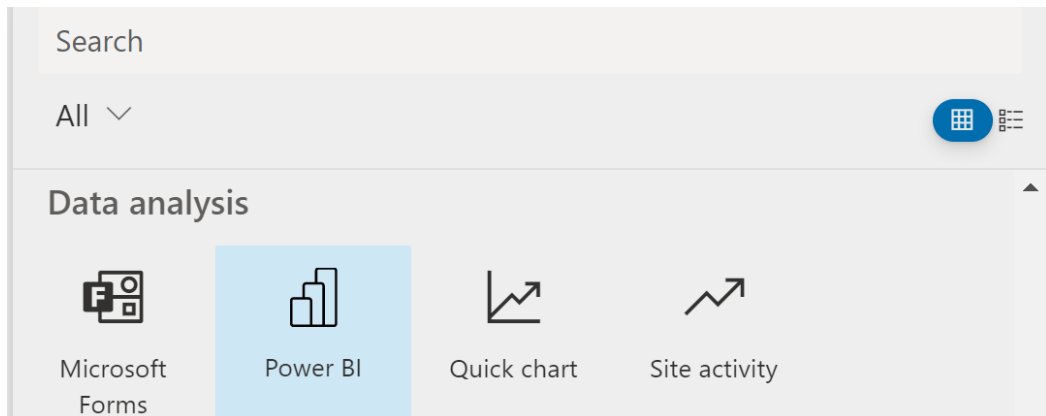 Search
All
Data analysis
Microsoft Forms
Power BI
Quick chart
Site activity